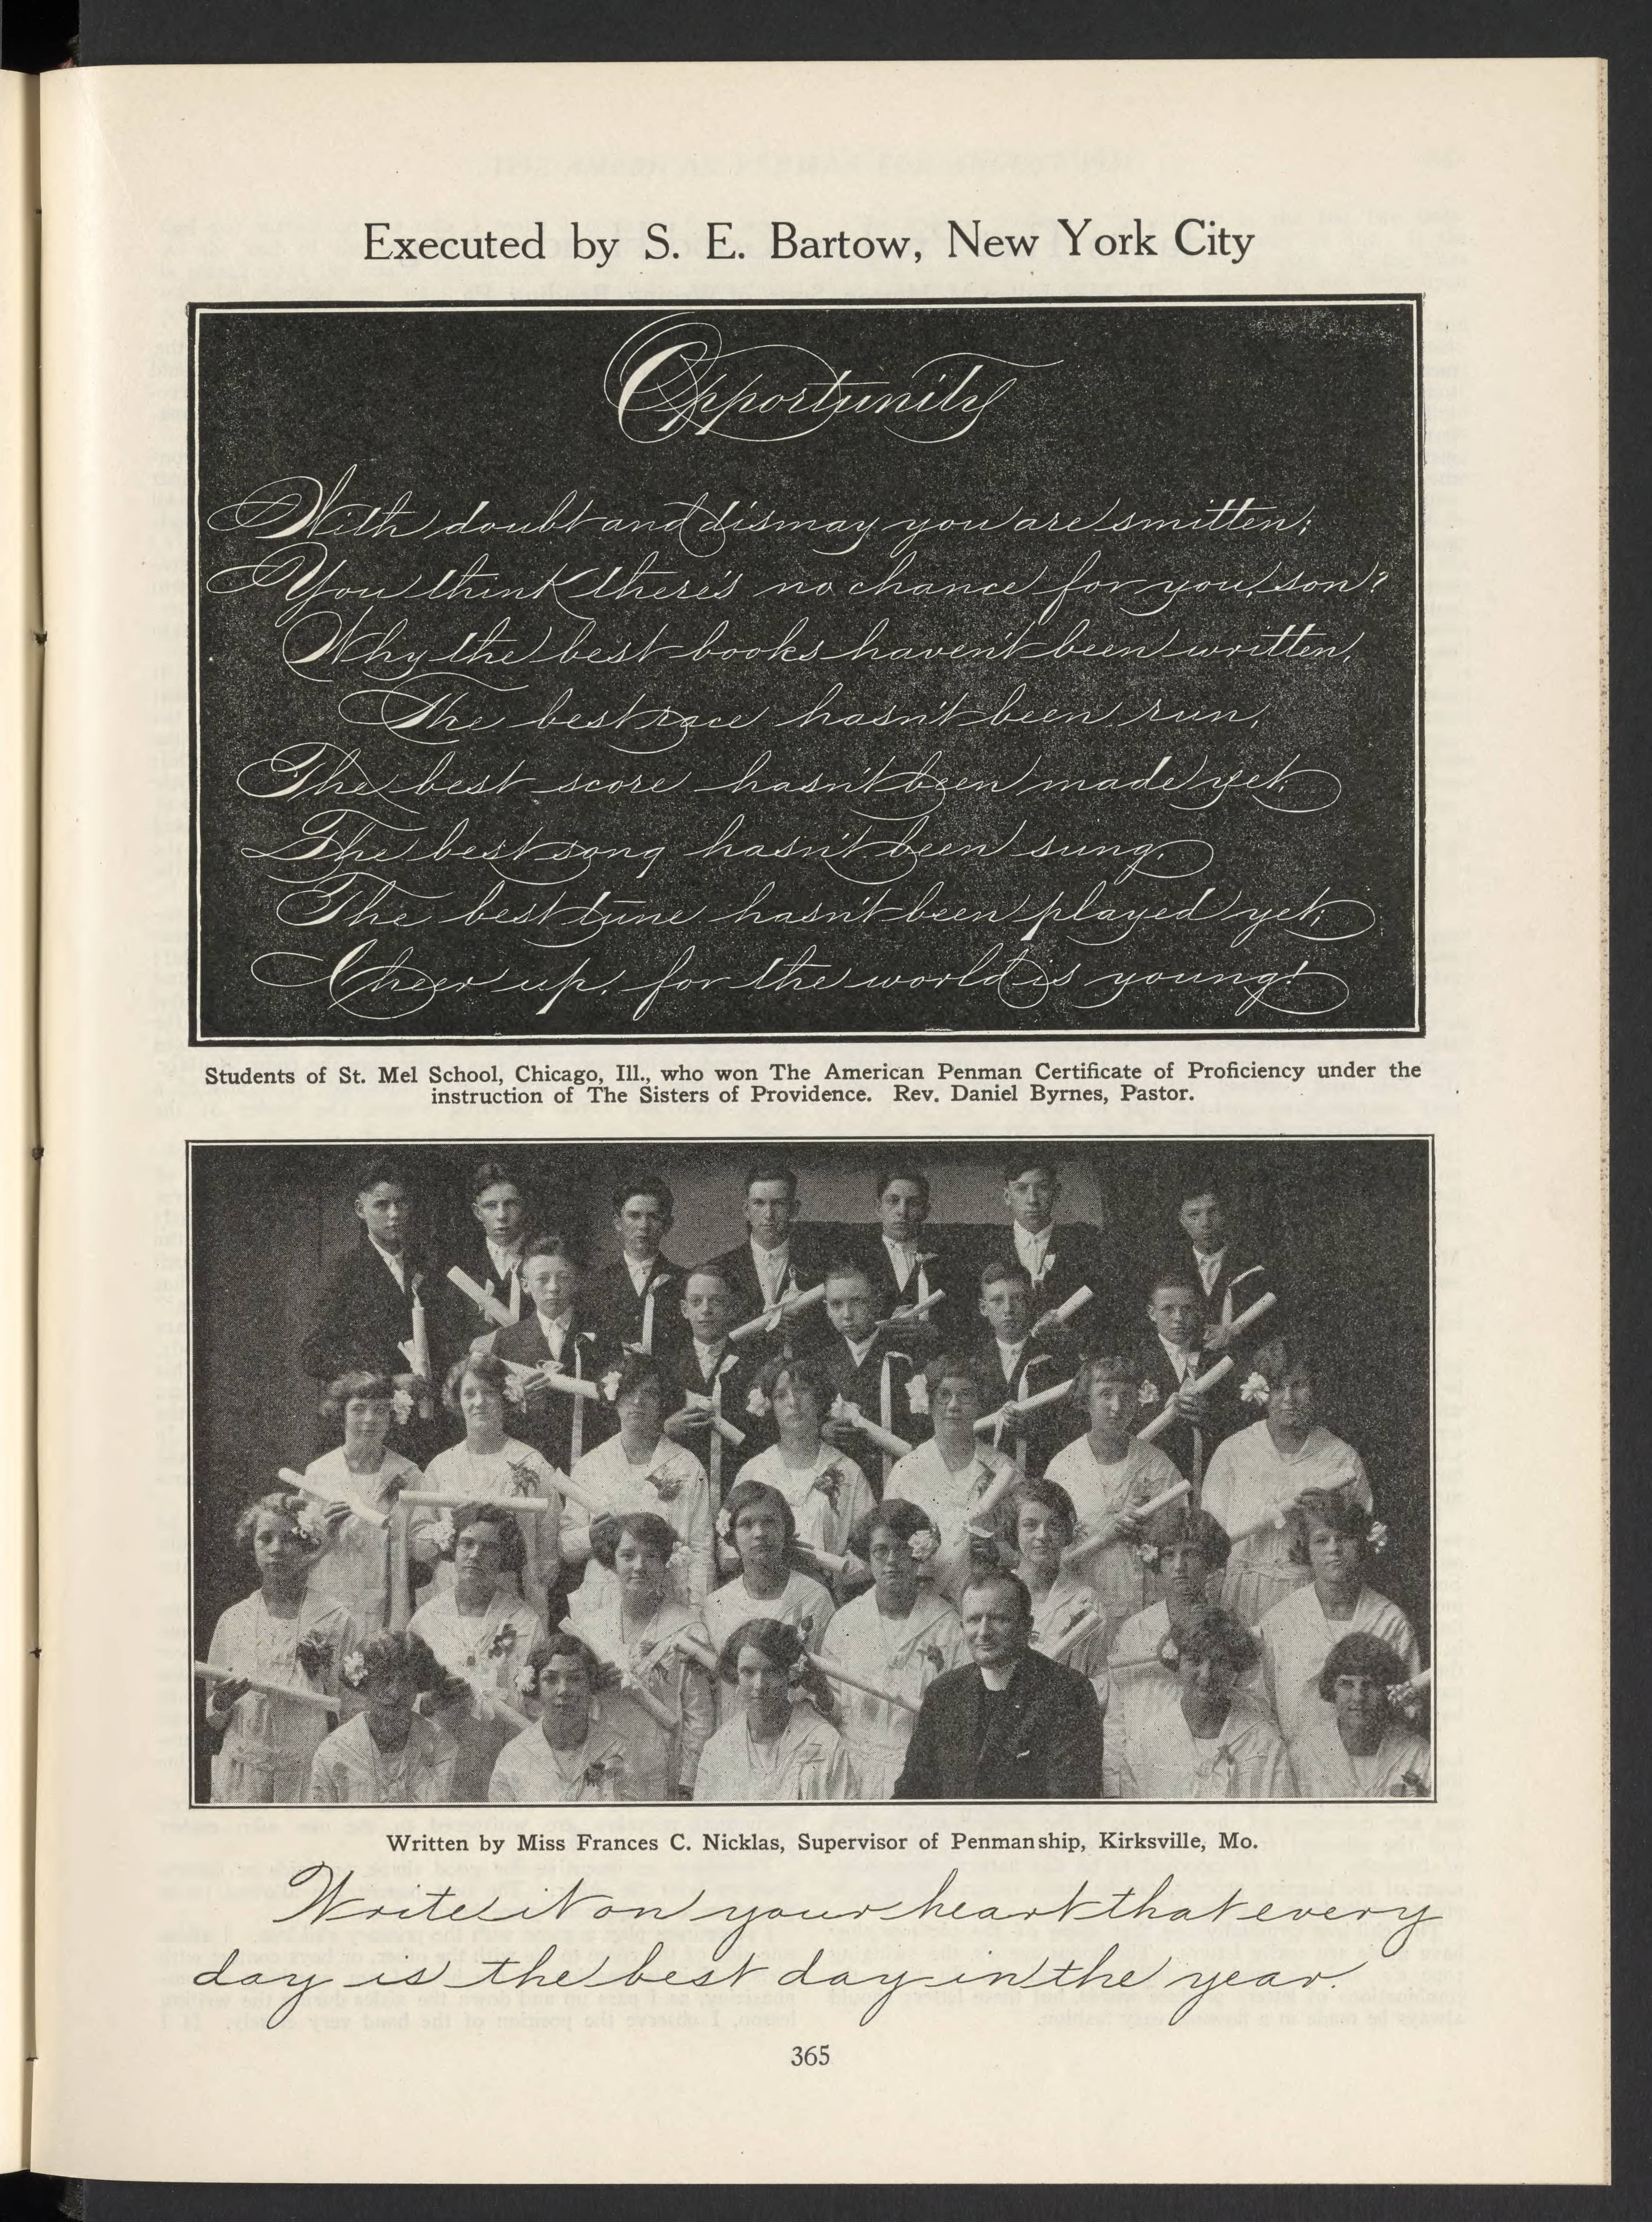 Executed by S. E. Bartow, New York City
Opportunity
With doubt and dismay you are smitten;
You think there's no chance for you, son?
Why the best books haven't been written,
The best race hasn't been run,
The best score hasn't been made yet,
The best song hasn't been sung,
The best tune hasn't been played yet;
Cheer up, for the world is young!
Students of St. Mel School, Chicago, Ill., who won The American Penman Certificate of Proficiency under the
instruction of The Sisters of Providence. Rev. Daniel Byrnes, Pastor.
Written by Miss Frances C. Nicklas, Supervisor of Penmanship, Kirksville, Mo.
Write it on your heart that every
day is the best day in the year.
365